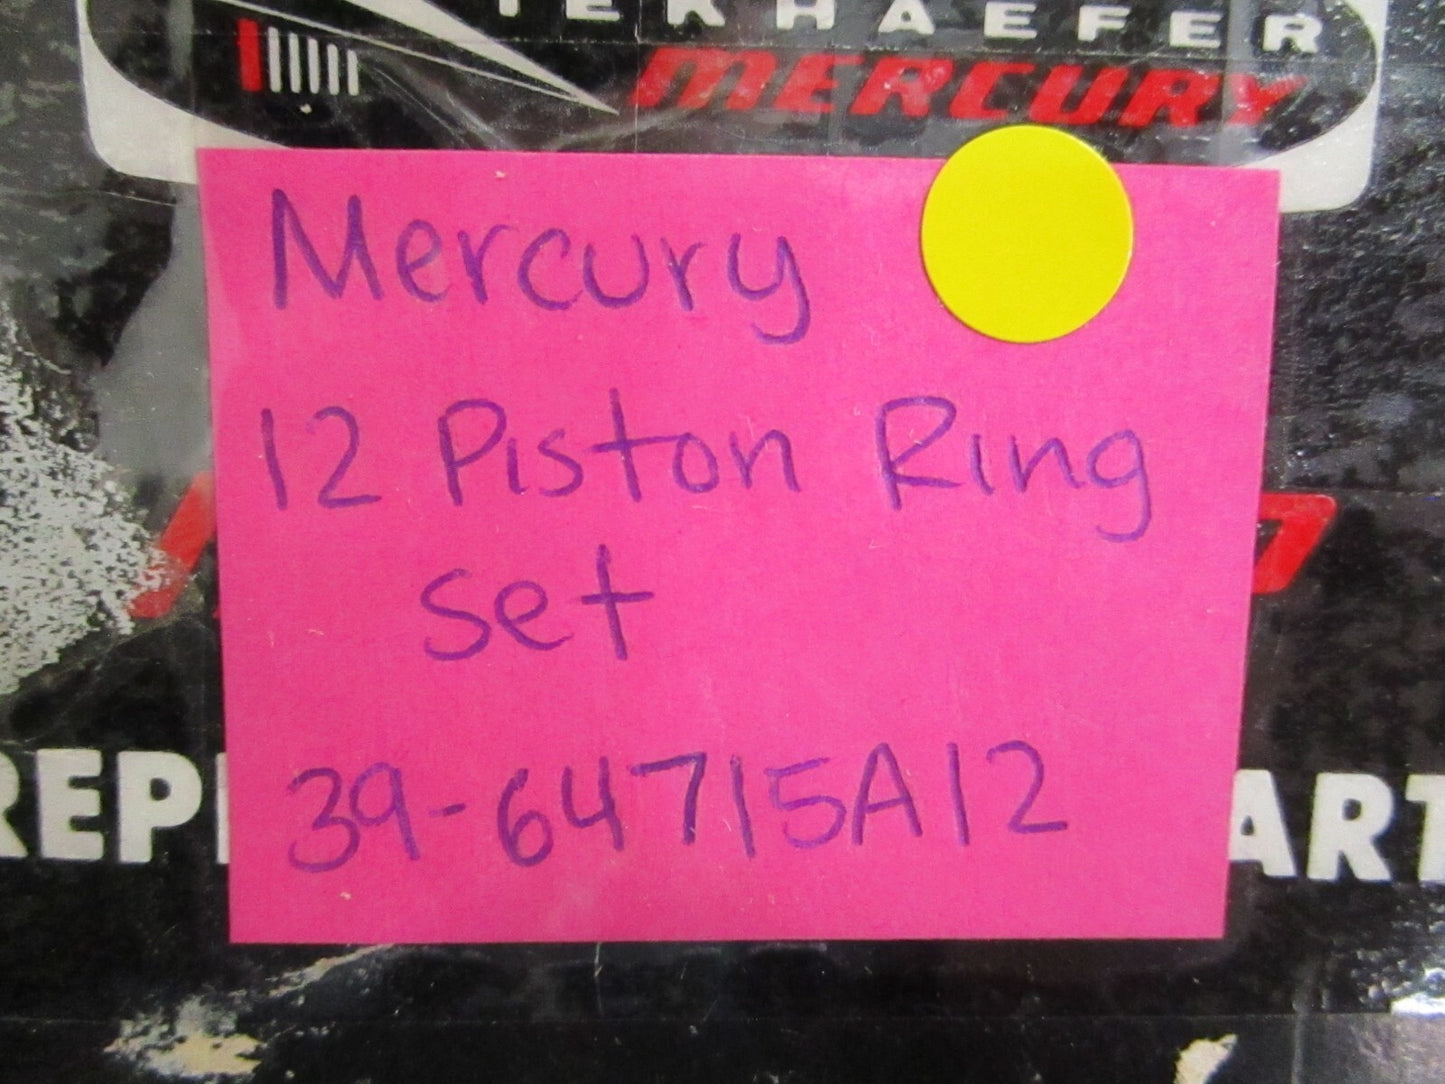 IEKHAEFER
MERCURY
Mercury
12 Piston Ring
set
39-64715A12
REP ART